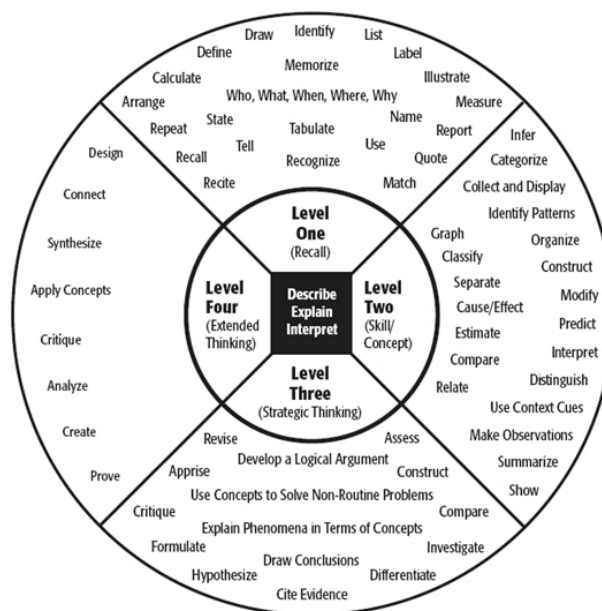 Draw
Identify
List
Define
Label
Memorize
Calculate
Illustrate
Arrange
Who, What, When, Where, Why
Measure
State
Name
Repeat
Tabulate
Report
Tell
Use
Recall
Recognize
Quote
Recite
Match
Level
One
(Recall)
Infer
Categorize
Collect and Display
Identify Patterns
Graph
Organize
Classify
Construct
Separate
Modify
Cause/Effect
Predict
Estimate
Interpret
Compare
Distinguish
Relate
Use Context Cues
Make Observations
Summarize
Show
Level
Two
(Skill/
Concept)
Describe
Explain
Interpret
Level
Three
(Strategic Thinking)
Revise
Assess
Develop a Logical Argument
Apprise
Construct
Use Concepts to Solve Non-Routine Problems
Critique
Compare
Explain Phenomena in Terms of Concepts
Formulate
Investigate
Draw Conclusions
Hypothesize
Differentiate
Cite Evidence
Level
Four
(Extended
Thinking)
Design
Connect
Synthesize
Apply Concepts
Critique
Analyze
Create
Prove